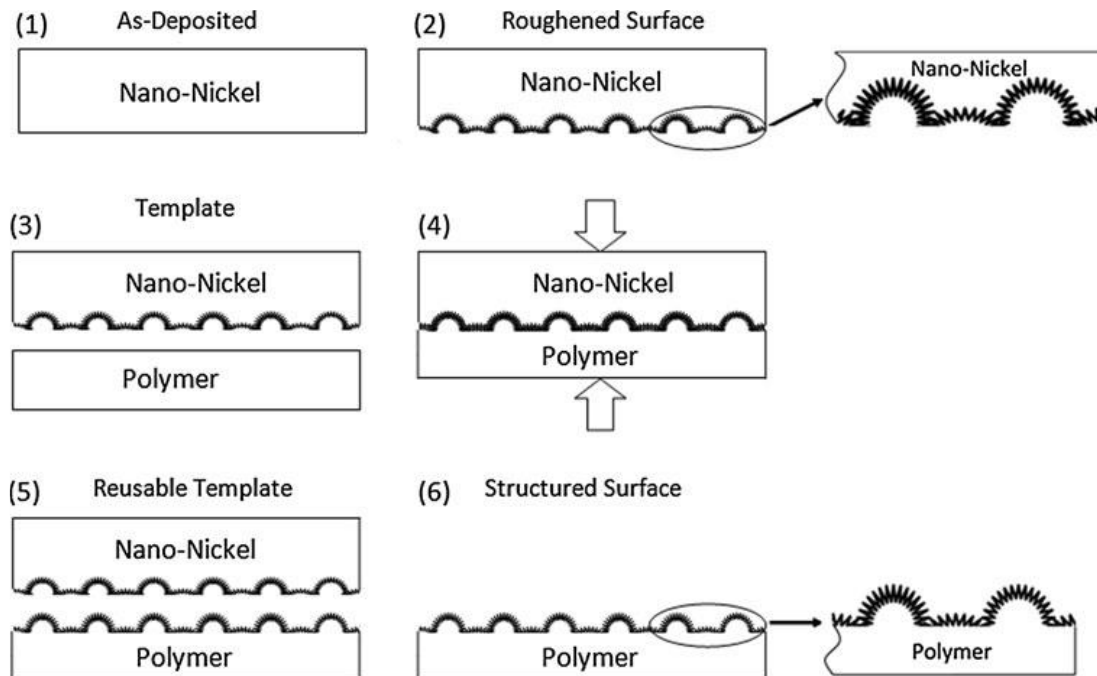 (1) As-Deposited
Nano-Nickel
(2) Roughened Surface
Nano-Nickel
Nano-Nickel
(3) Template
Nano-Nickel
Polymer
(4)
Nano-Nickel
Polymer
(5) Reusable Template
Nano-Nickel
Polymer
(6) Structured Surface
Polymer
Polymer